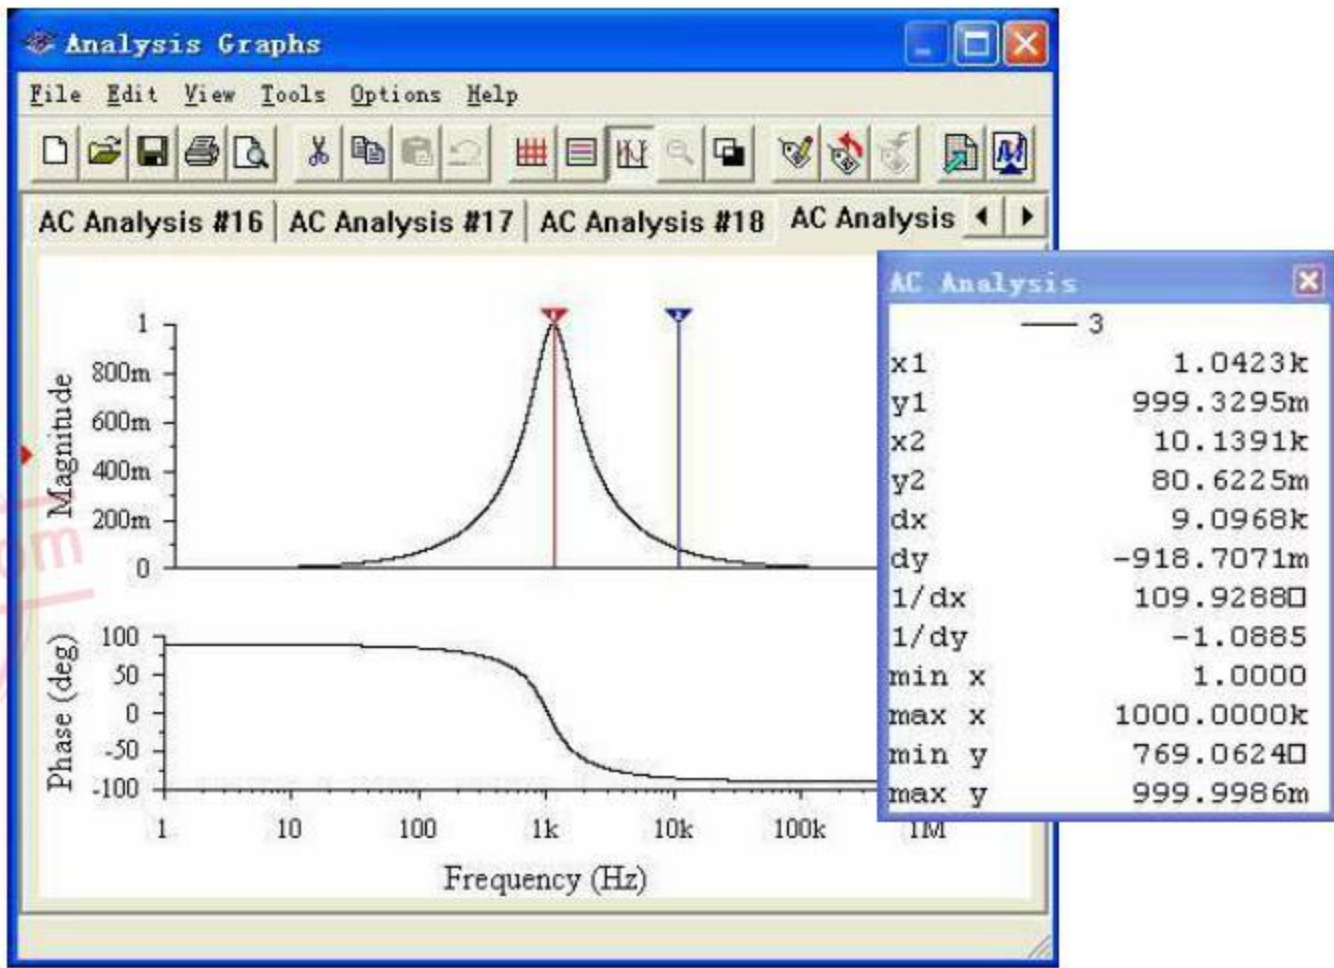 Analysis Graphs
File Edit View Tools Options Help
AC Analysis #16 AC Analysis #17 AC Analysis #18 AC Analysis
Magnitude
1
800m
600m
400m
200m
0
Phase (deg)
100
50
0
-50
-100
1 10 100 1k 10k 100k 1M
Frequency (Hz)
AC Analysis
3
x1 1.0423k
y1 999.3295m
x2 10.1391k
y2 80.6225m
dx 9.0968k
dy -918.7071m
1/dx 109.9288□
1/dy -1.0885
min x 1.0000
max x 1000.0000k
min y 769.0624□
max y 999.9986m
om